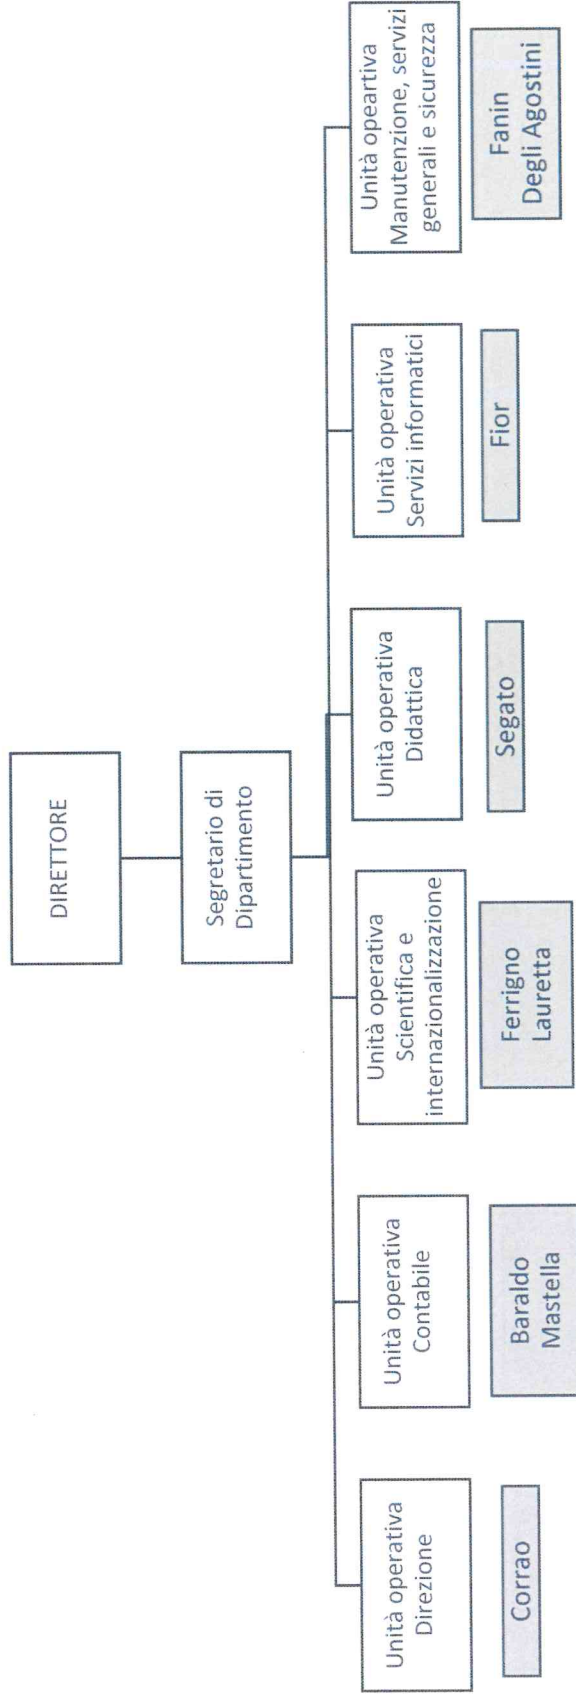 DIRETTORE
Segretario di
Dipartimento
Unità operativa
Direzione
Corrao
Unità operativa
Contabile
Baraldo
Mastella
Unità operativa
Scientifica e
internazionalizzazione
Ferrigno
Lauretta
Unità operativa
Didattica
Segato
Unità operativa
Servizi informatici
Fior
Unità opeartiva
Manutenzione, servizi
generali e sicurezza
Fanin
Degli Agostini